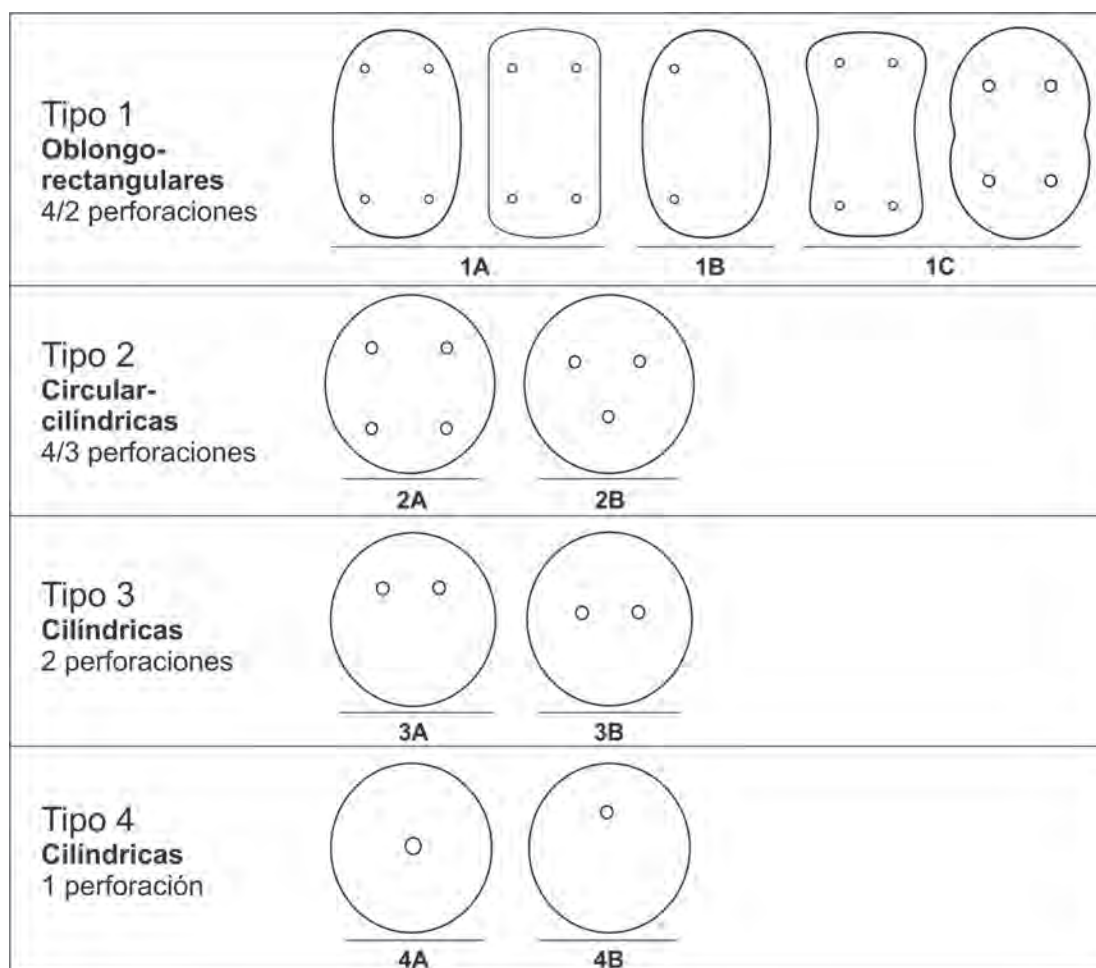 Tipo 1
Oblongo-
rectangulares
4/2 perforaciones
1A
1B
1C
Tipo 2
Circular-
cilíndricas
4/3 perforaciones
2A
2B
Tipo 3
Cilíndricas
2 perforaciones
3A
3B
Tipo 4
Cilíndricas
1 perforación
4A
4B